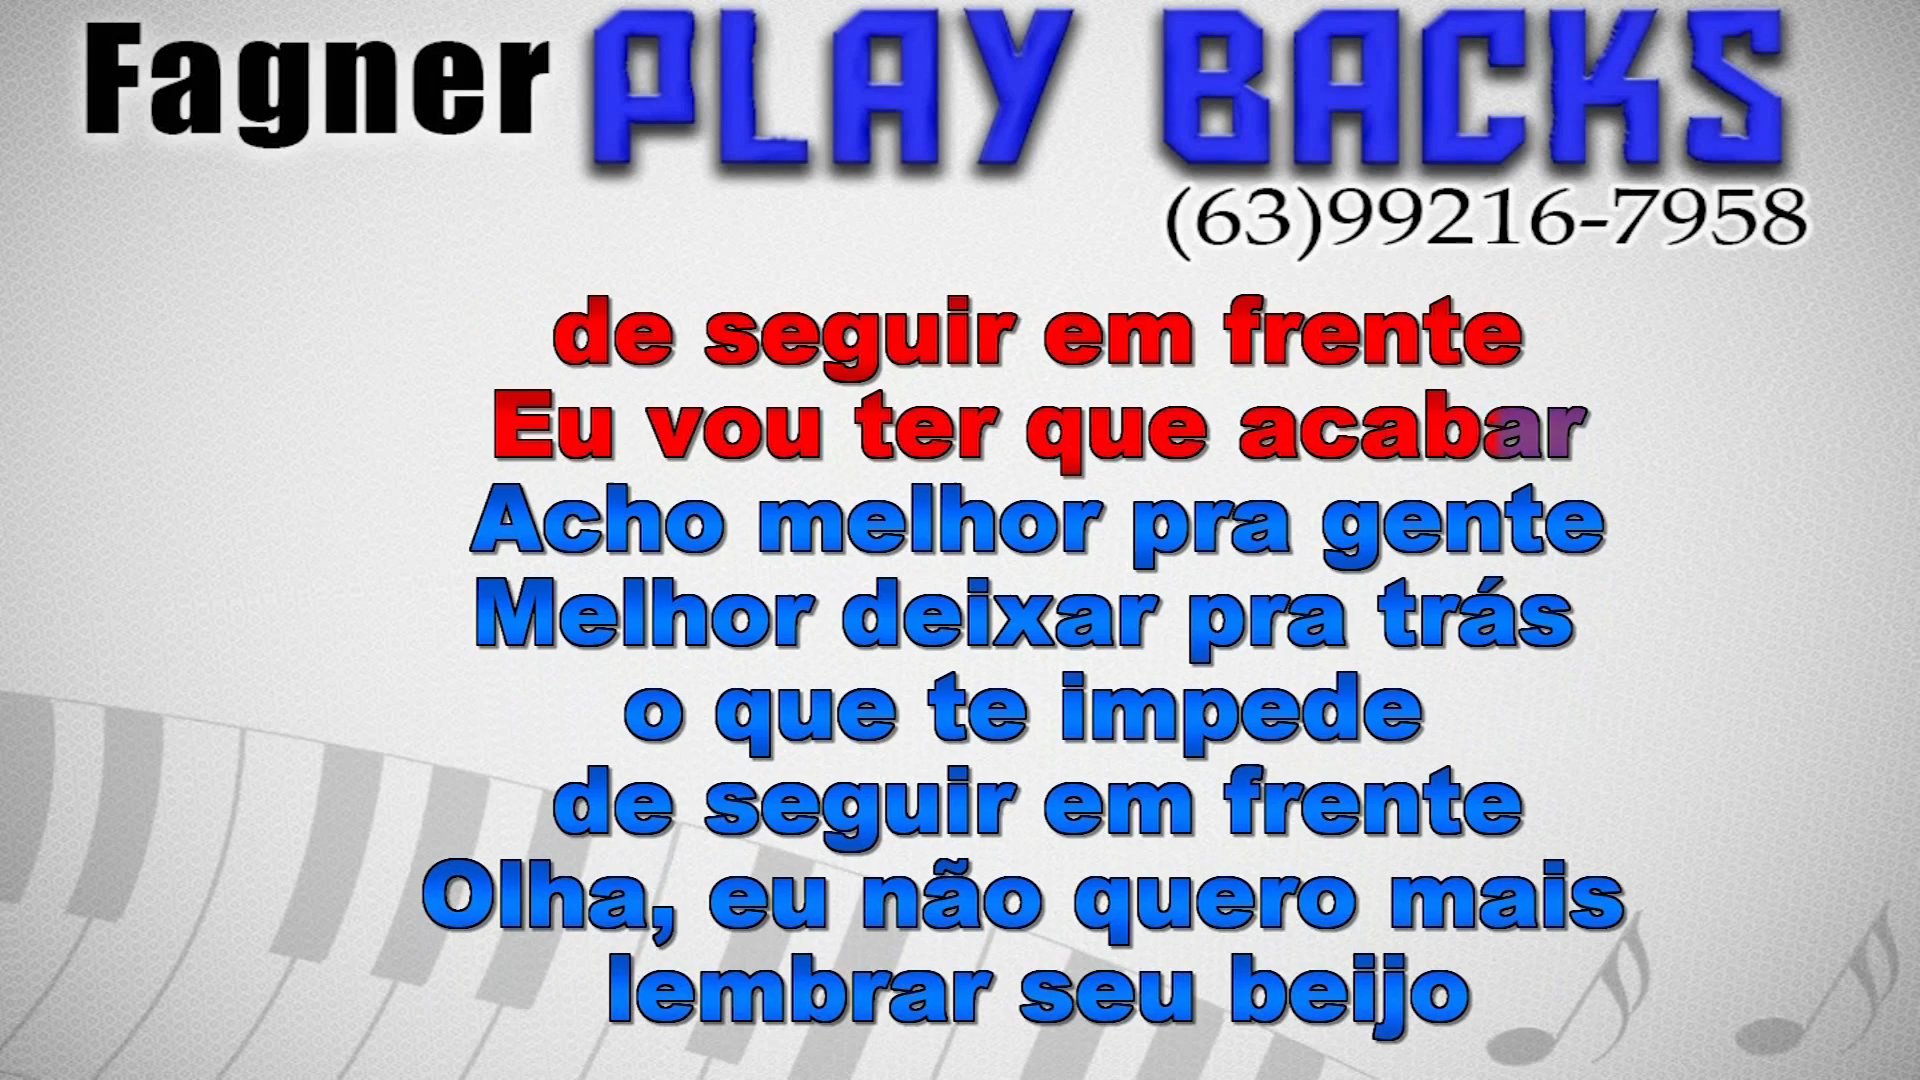 Fagner PLAY BACKS
(63)99216-7958
de seguir em frente
Eu vou ter que acabar
Acho melhor pra gente
Melhor deixar pra trás
o que te impede
de seguir em frente
Olha, eu não quero mais
lembrar seu beijo